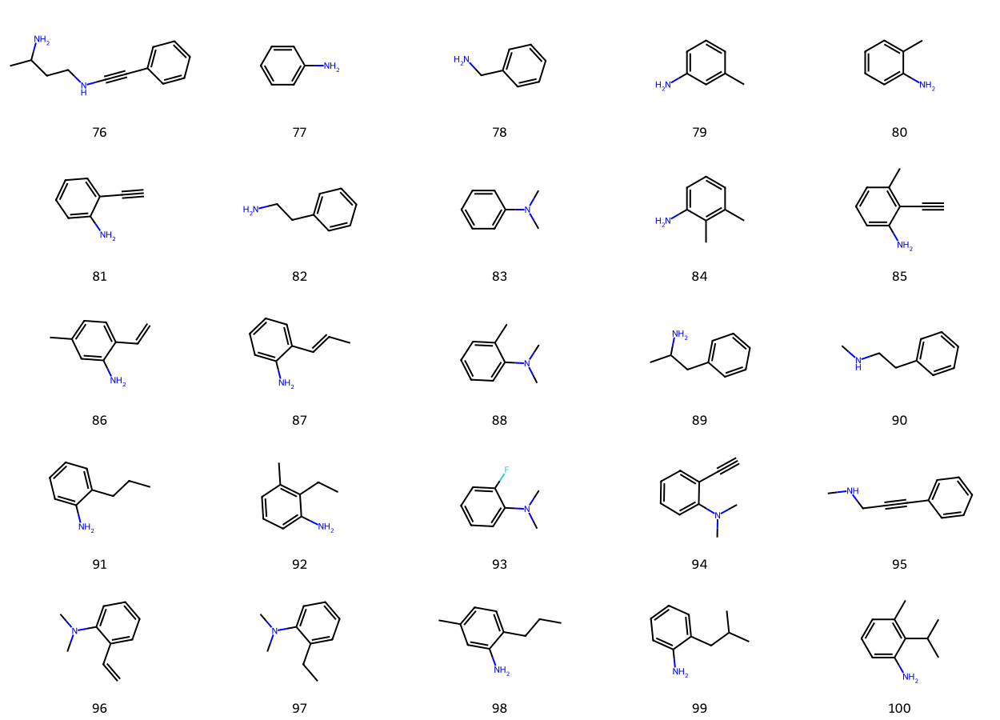 NH₂ NH NH₂ H₂N H₂N NH₂
76 77 78 79 80
NH₂ H₂N N H₂N NH₂
81 82 83 84 85
NH₂ NH₂ N NH₂ NH
86 87 88 89 90
NH₂ NH₂ F N N NH
91 92 93 94 95
N N NH₂ NH₂ NH₂
96 97 98 99 100